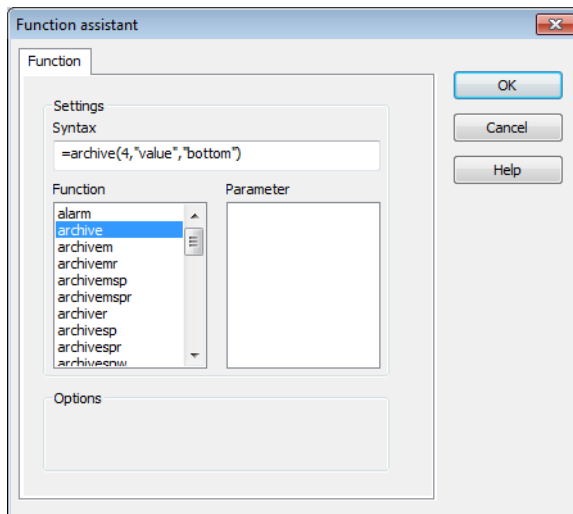 Function assistant
Function
OK
Cancel
Help
Settings
Syntax
=archive(4,"value","bottom")
Function
Parameter
alarm
archive
archivem
archivemr
archivemsp
archivemspr
archiver
archivesp
archivespr
archivespw
Options